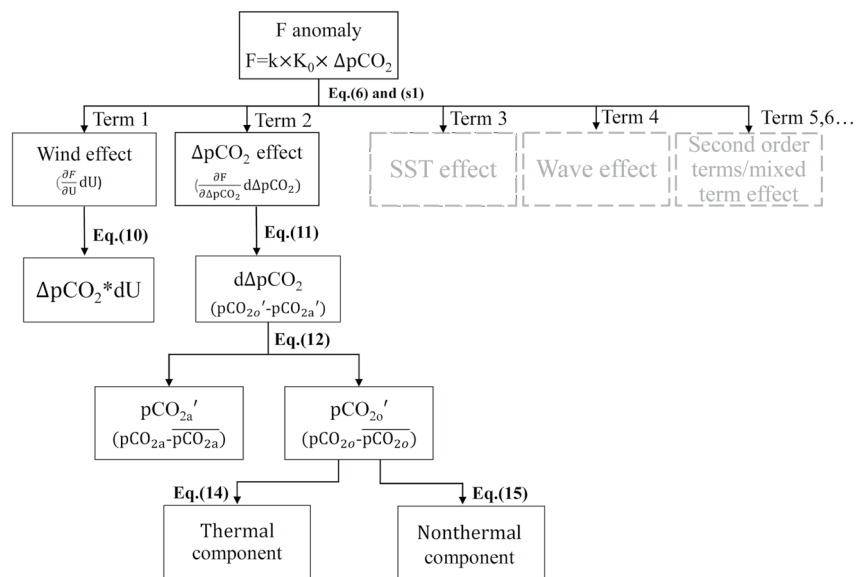 F anomaly
F=k×K₀× ΔpCO₂
Eq.(6) and (s1)
Term 1
Term 2
Term 3
Term 4
Term 5,6…
Wind effect
(∂F/∂U dU)
ΔpCO₂ effect
(∂F/∂ΔpCO₂ dΔpCO₂)
SST effect
Wave effect
Second order
terms/mixed
term effect
Eq.(10)
Eq.(11)
ΔpCO₂*dU
dΔpCO₂
(pCO₂ₒ′-pCO₂ₐ′)
Eq.(12)
pCO₂ₐ′
(pCO₂ₐ-p̅C̅O̅₂̅ₐ̅)
pCO₂ₒ′
(pCO₂ₒ-p̅C̅O̅₂̅ₒ̅)
Eq.(14)
Eq.(15)
Thermal
component
Nonthermal
component